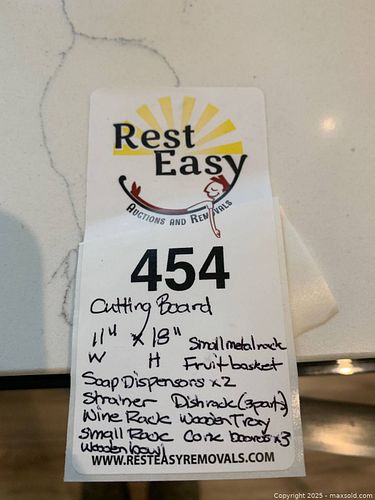 Rest
Easy
AUCTIONS AND REMOVALS
454
Cutting Board
11" x 18" Small metal rack
W H Fruit basket
Soap Dispensors x2
Strainer Dishrack (3parts)
Wine Rack Wooden Tray
Small Rack Cork boards x3
Wooden bowl
WWW.RESTEASYREMOVALS.COM
Copyright 2025 - maxsold.com